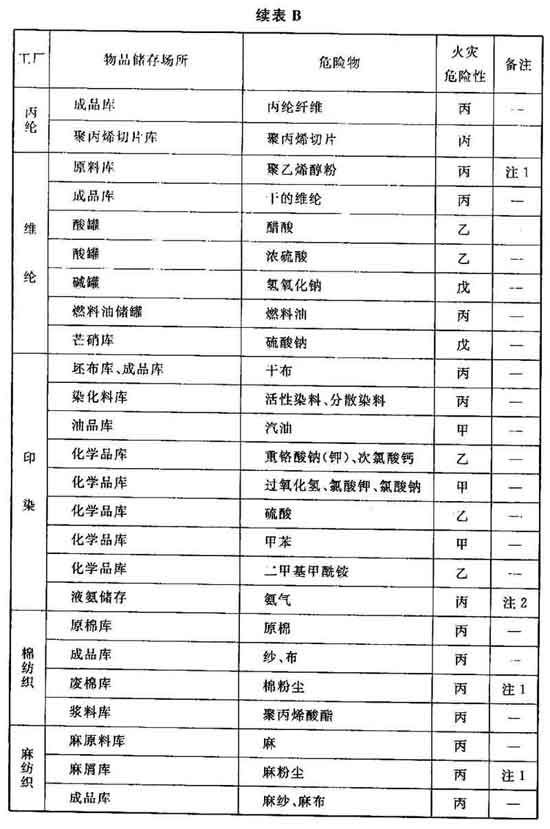 续表 B
工厂 物品储存场所 危险物 火灾危险性 备注
丙纶 成品库 丙纶纤维 丙 —
聚丙烯切片库 聚丙烯切片 丙
维纶 原料库 聚乙烯醇粉 丙 注1
成品库 干的维纶 丙 —
酸罐 醋酸 乙 —
酸罐 浓硫酸 乙 —
碱罐 氢氧化钠 戊 —
燃料油储罐 燃料油 丙 —
芒硝库 硫酸钠 戊 —
印染 坯布库、成品库 干布 丙 —
染化料库 活性染料、分散染料 丙 —
油品库 汽油 甲 —
化学品库 重铬酸钠(钾)、次氯酸钙 乙 —
化学品库 过氧化氢、氯酸钾、氯酸钠 甲 —
化学品库 硫酸 乙 —
化学品库 甲苯 甲 —
化学品库 二甲基甲酰铵 乙 —
液氨储存 氨气 丙 注2
棉纺织 原棉库 原棉 丙 —
成品库 纱、布 丙 —
废棉库 棉粉尘 丙 注1
浆料库 聚丙烯酸酯 丙 —
麻纺织 麻原料库 麻 丙 —
麻屑库 麻粉尘 丙 注1
成品库 麻纱、麻布 丙 —